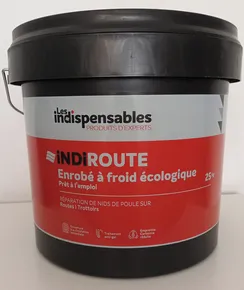 Les
indispensables
PRODUITS D'EXPERTS
iNDiROUTE
Enrobé à froid écologique
Prêt à l'emploi
25
RÉPARATION DE NIDS DE POULE SUR
Routes / Trottoirs